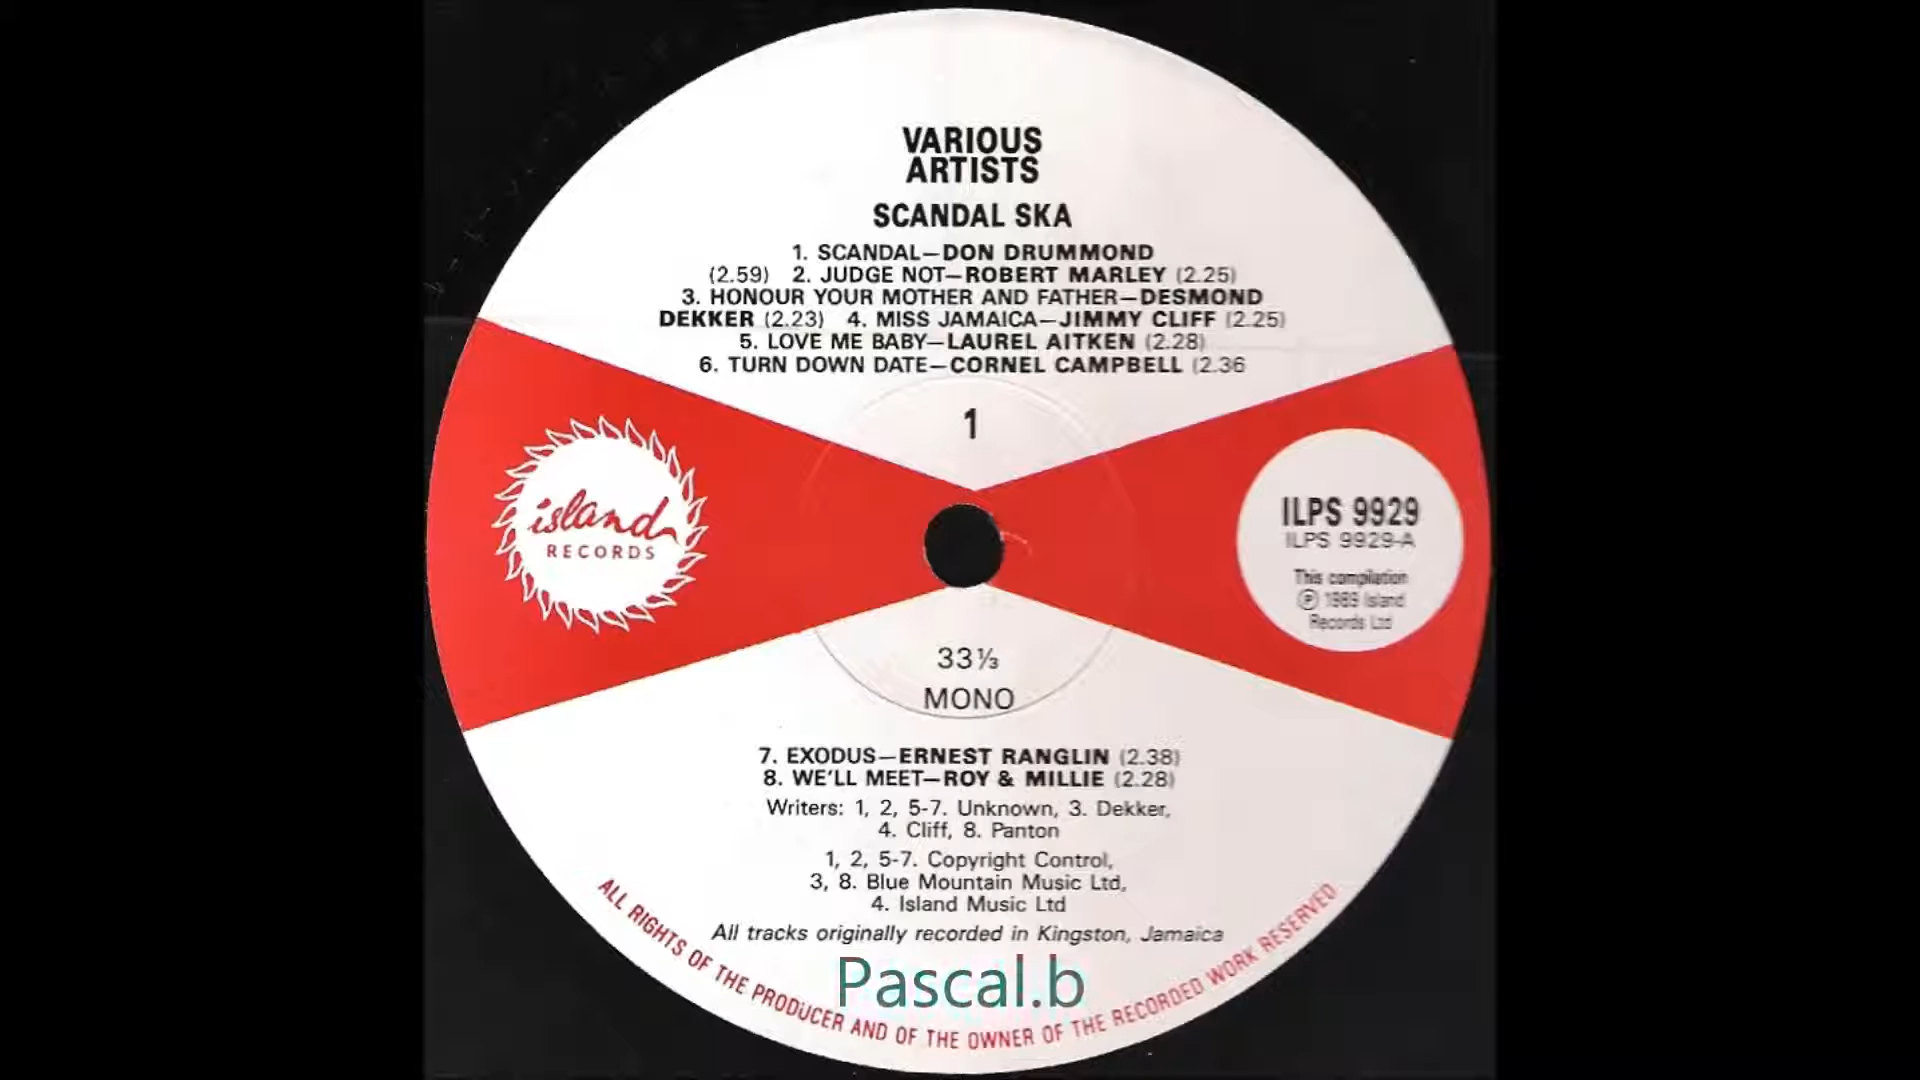 VARIOUS
ARTISTS
SCANDAL SKA
1. SCANDAL—DON DRUMMOND
(2.59) 2. JUDGE NOT—ROBERT MARLEY (2.25)
3. HONOUR YOUR MOTHER AND FATHER—DESMOND
DEKKER (2.23) 4. MISS JAMAICA—JIMMY CLIFF (2.25)
5. LOVE ME BABY—LAUREL AITKEN (2.28)
6. TURN DOWN DATE—CORNEL CAMPBELL (2.36
1
island
RECORDS
ILPS 9929
ILPS 9929-A
This compilation
Ⓟ 1989 Island
Records Ltd
33⅓
MONO
7. EXODUS—ERNEST RANGLIN (2.38)
8. WE'LL MEET—ROY & MILLIE (2.28)
Writers: 1, 2, 5-7. Unknown, 3. Dekker,
4. Cliff, 8. Panton
1, 2, 5-7. Copyright Control,
3, 8. Blue Mountain Music Ltd,
4. Island Music Ltd
All tracks originally recorded in Kingston, Jamaica
Pascal.b
ALL RIGHTS OF THE PRODUCER AND OF THE OWNER OF THE RECORDED WORK RESERVED